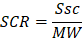 SCR = Ssc/MW